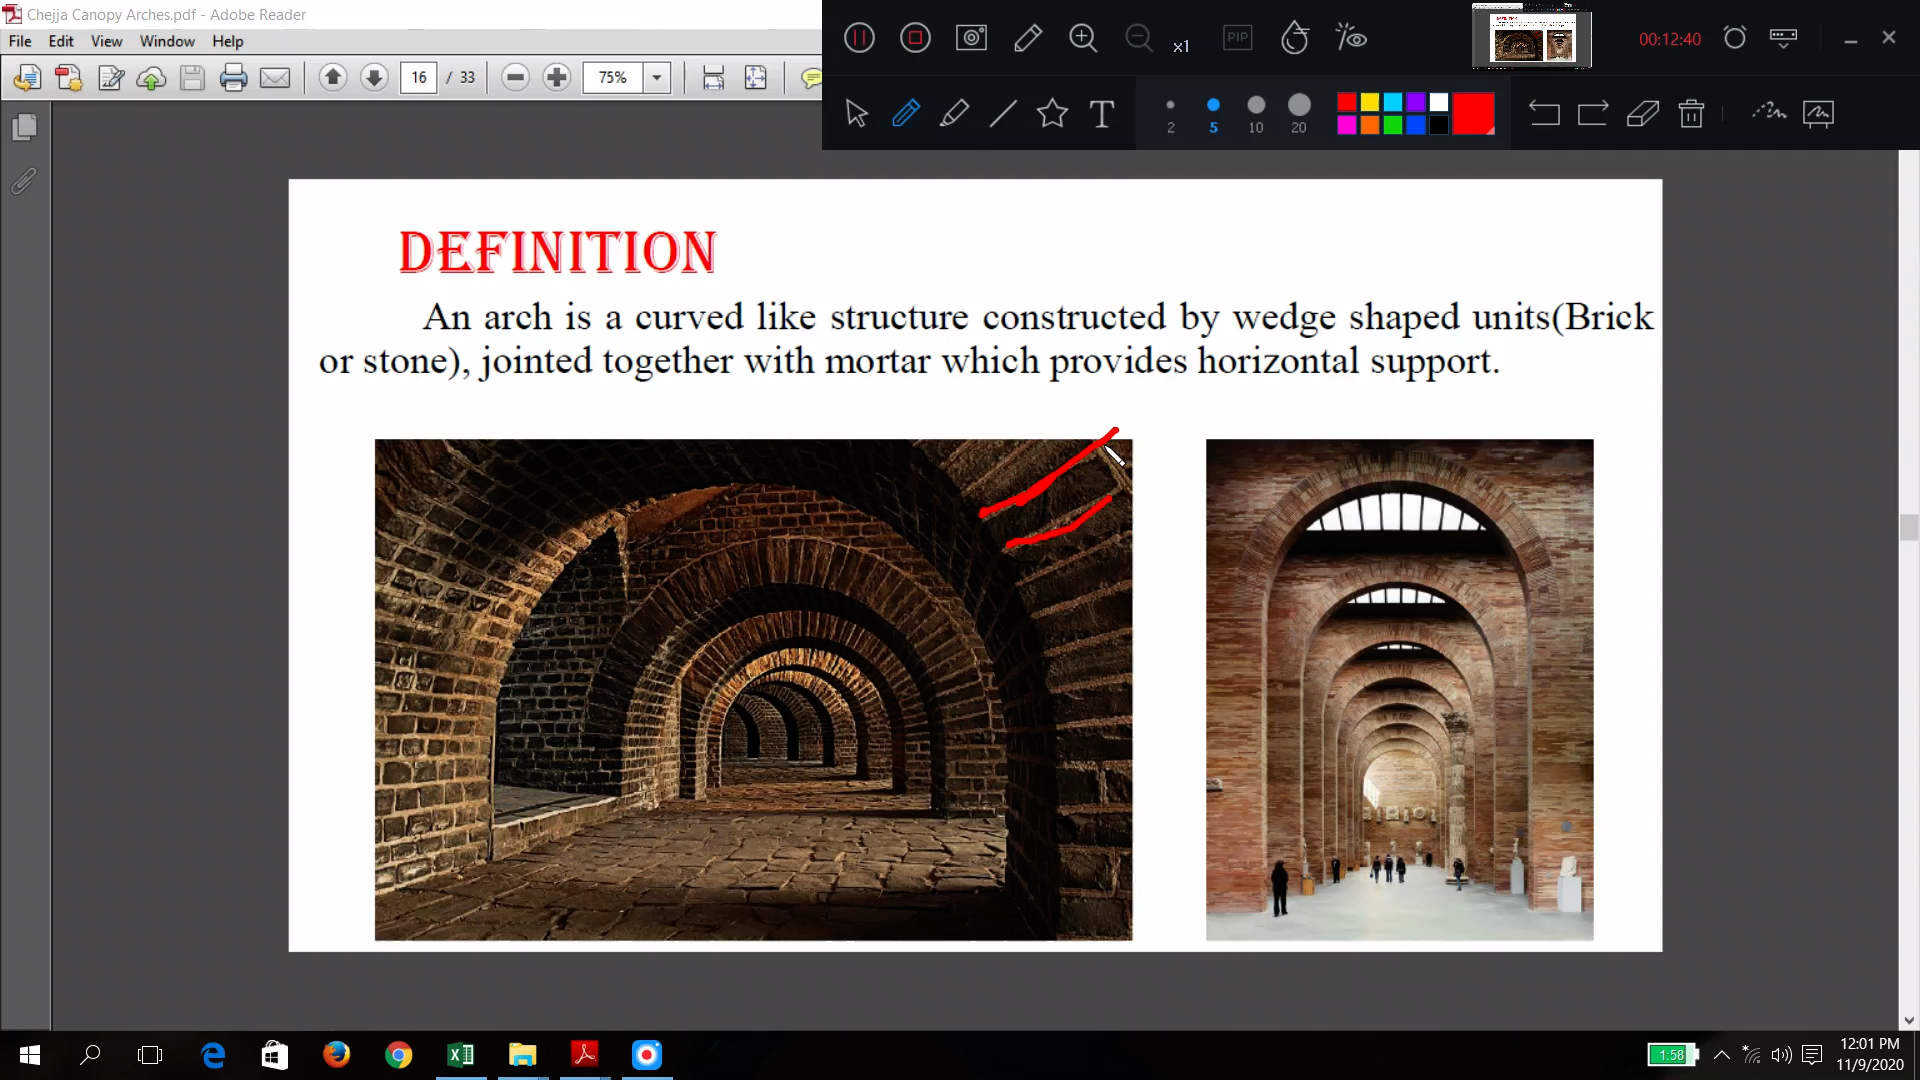 Chejja Canopy Arches.pdf - Adobe Reader
File Edit View Window Help
16 / 33 75%
x1 PIP 00:12:40
2 5 10 20
DEFINITION
An arch is a curved like structure constructed by wedge shaped units(Brick
or stone), jointed together with mortar which provides horizontal support.
1:58
12:01 PM
11/9/2020